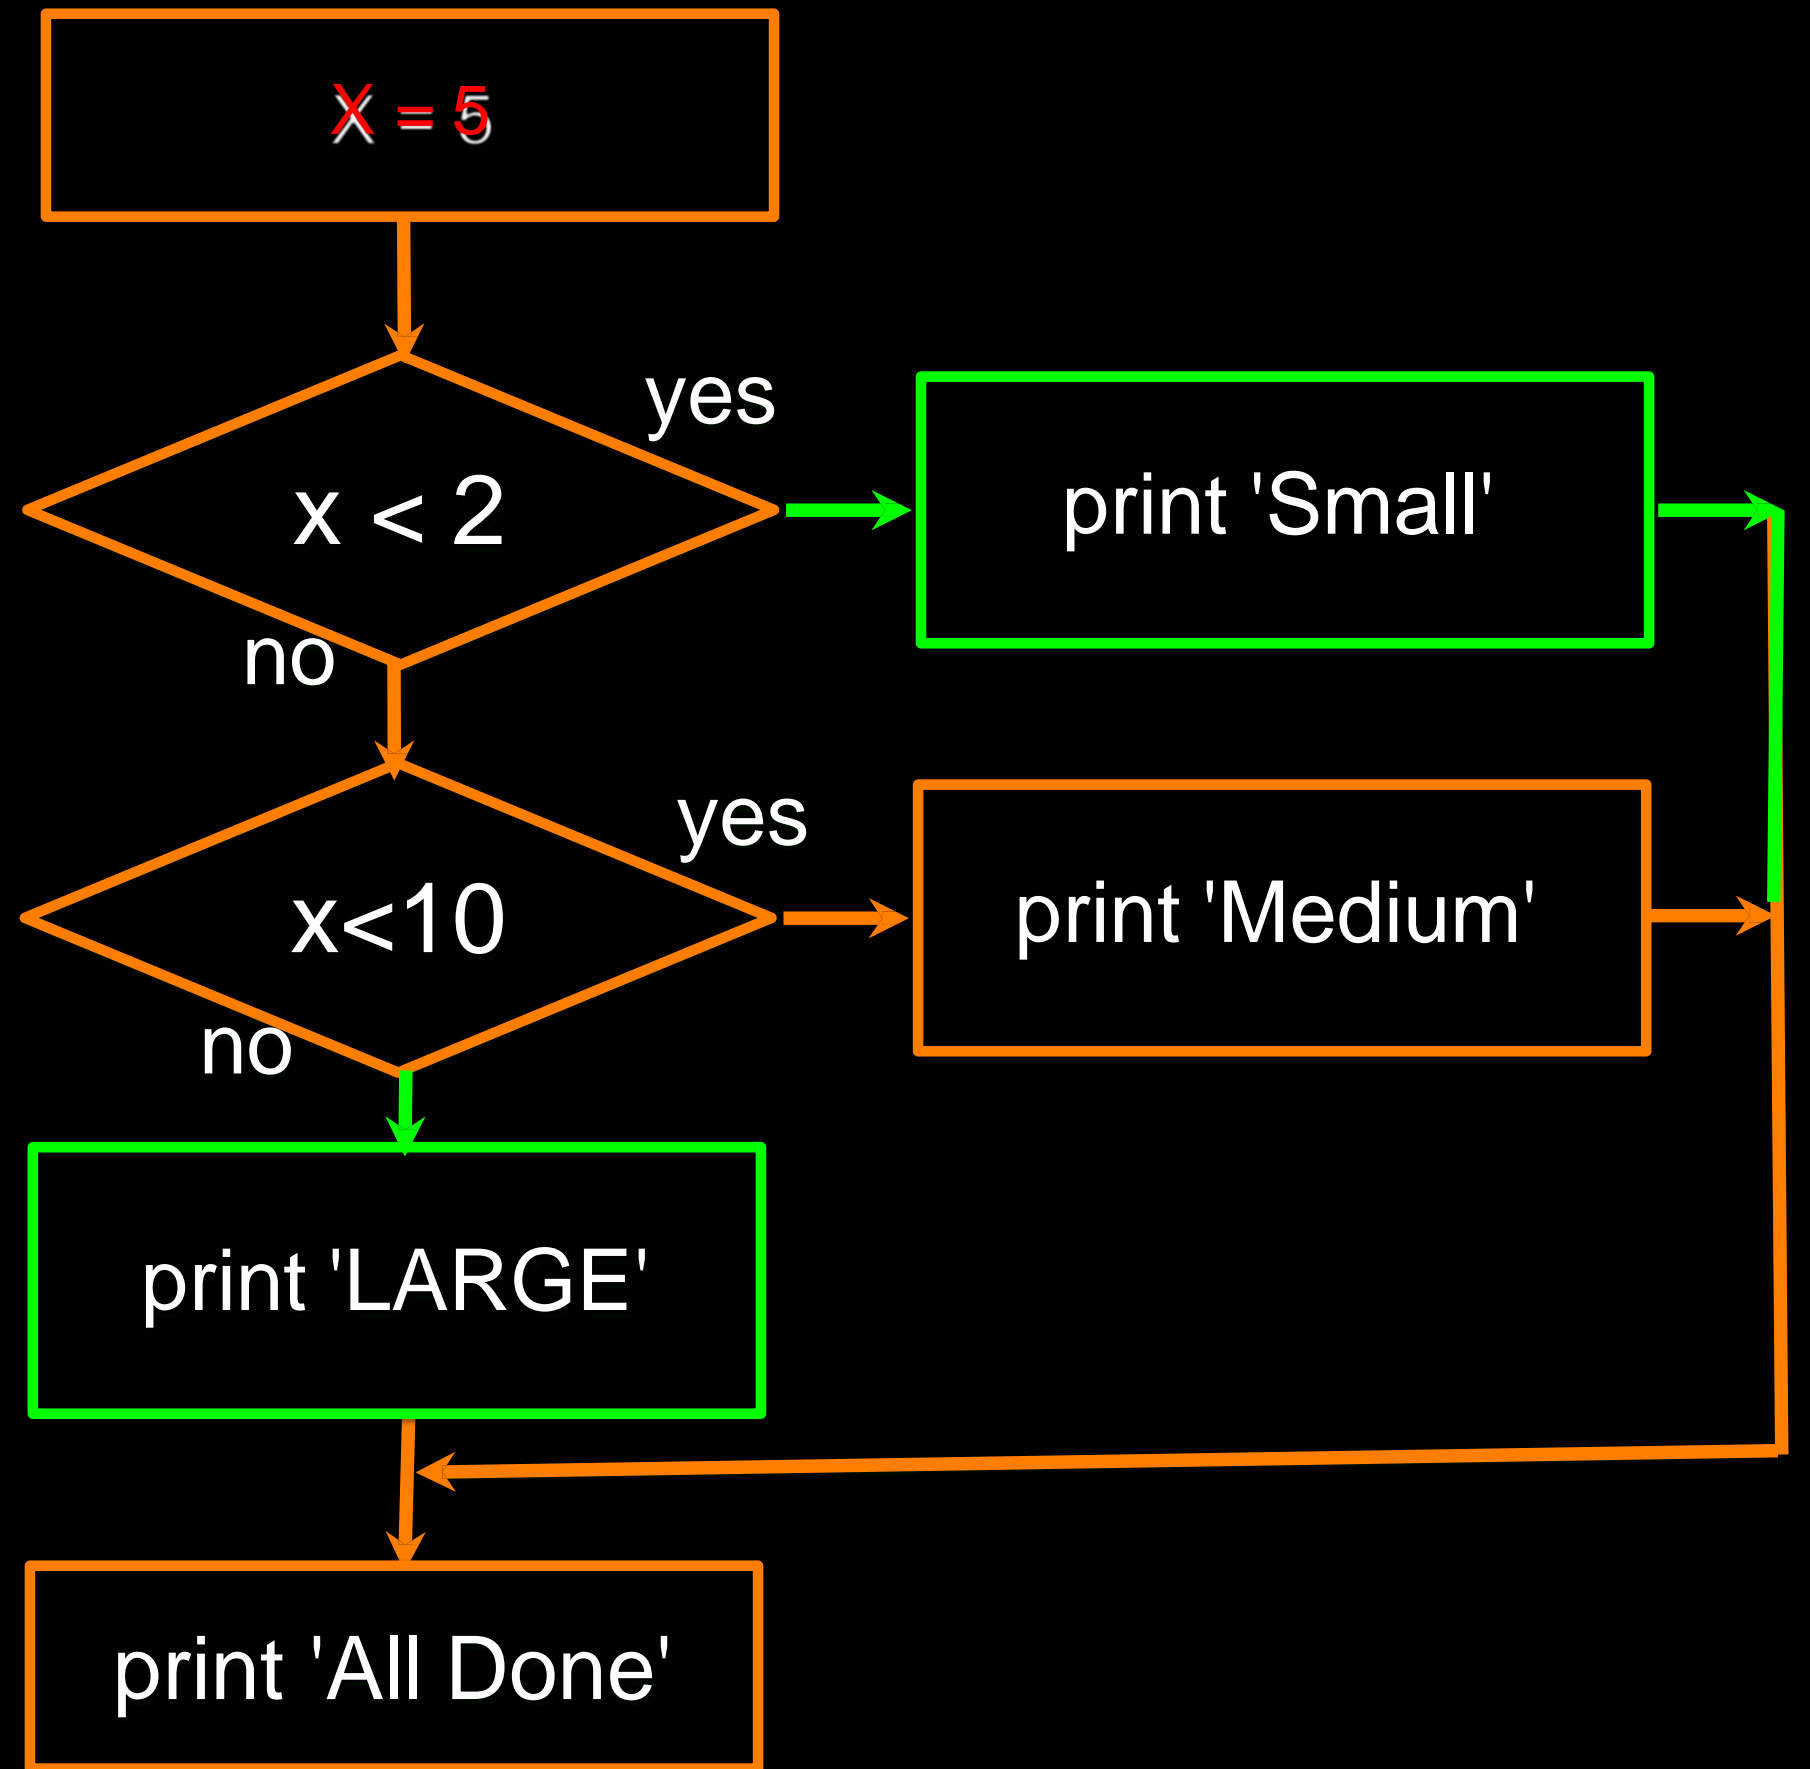 X = 5
yes
x < 2
print 'Small'
no
yes
x<10
print 'Medium'
no
print 'LARGE'
print 'All Done'